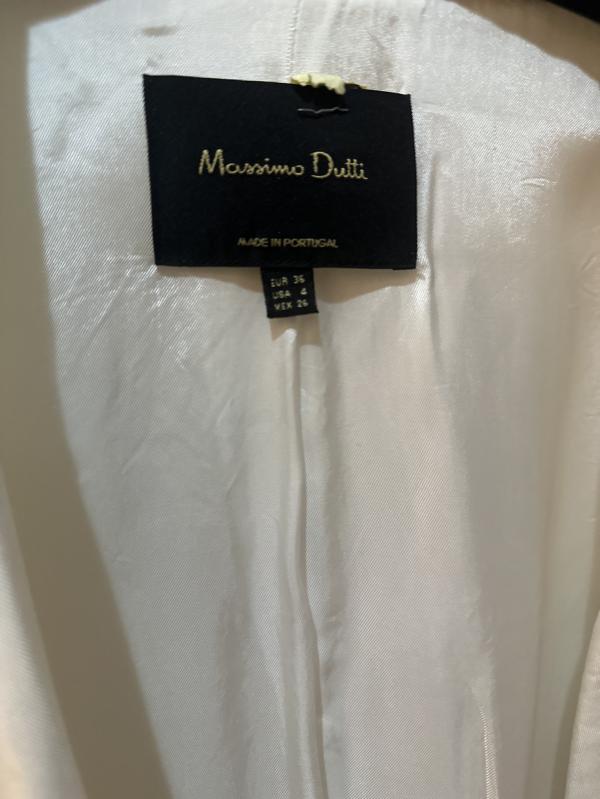 Massimo Dutti
MADE IN PORTUGAL
EUR 36
USA 4
MEX 26